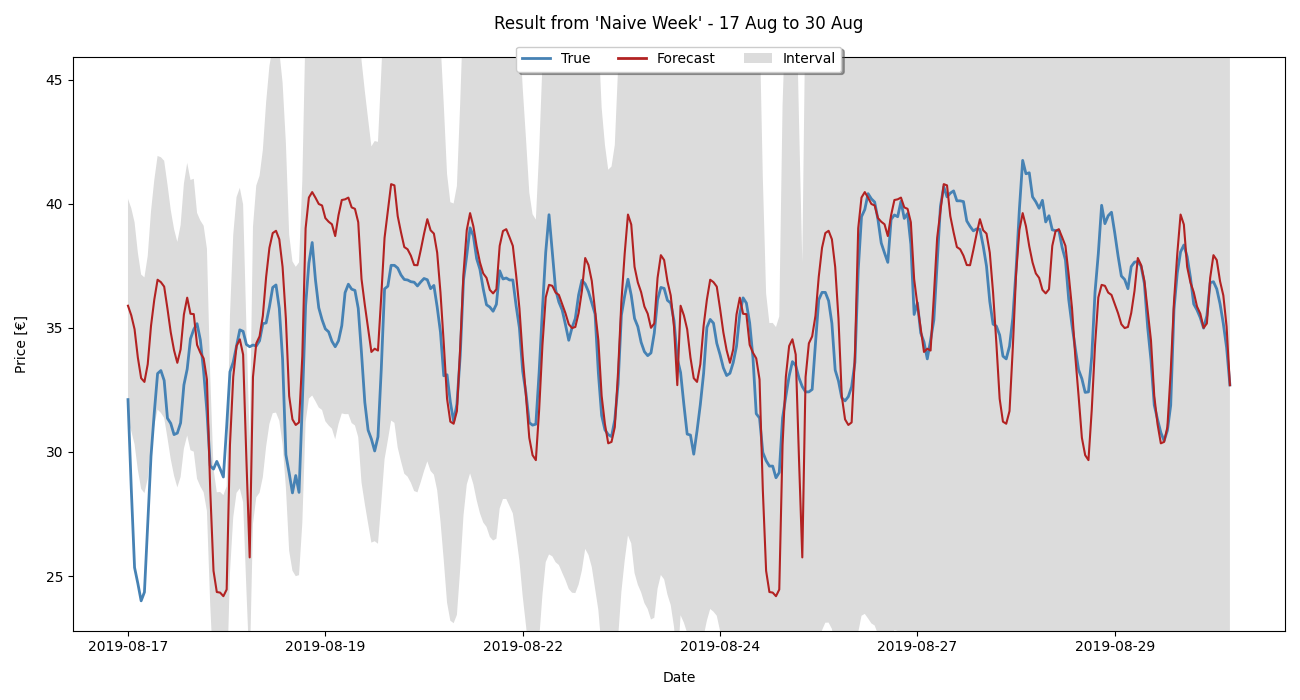 Result from 'Naive Week' - 17 Aug to 30 Aug
True Forecast Interval
45
40
35
30
25
Price [€]
2019-08-17 2019-08-19 2019-08-22 2019-08-24 2019-08-27 2019-08-29
Date